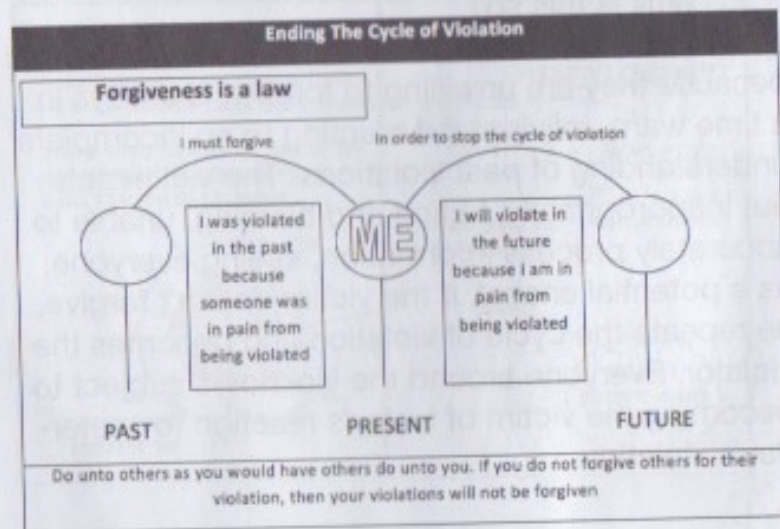 Ending The Cycle of Violation
Forgiveness is a law
I must forgive
In order to stop the cycle of violation
I was violated
in the past
because
someone was
in pain from
being violated
ME
I will violate in
the future
because I am in
pain from
being violated
PAST
PRESENT
FUTURE
Do unto others as you would have others do unto you. If you do not forgive others for their
violation, then your violations will not be forgiven